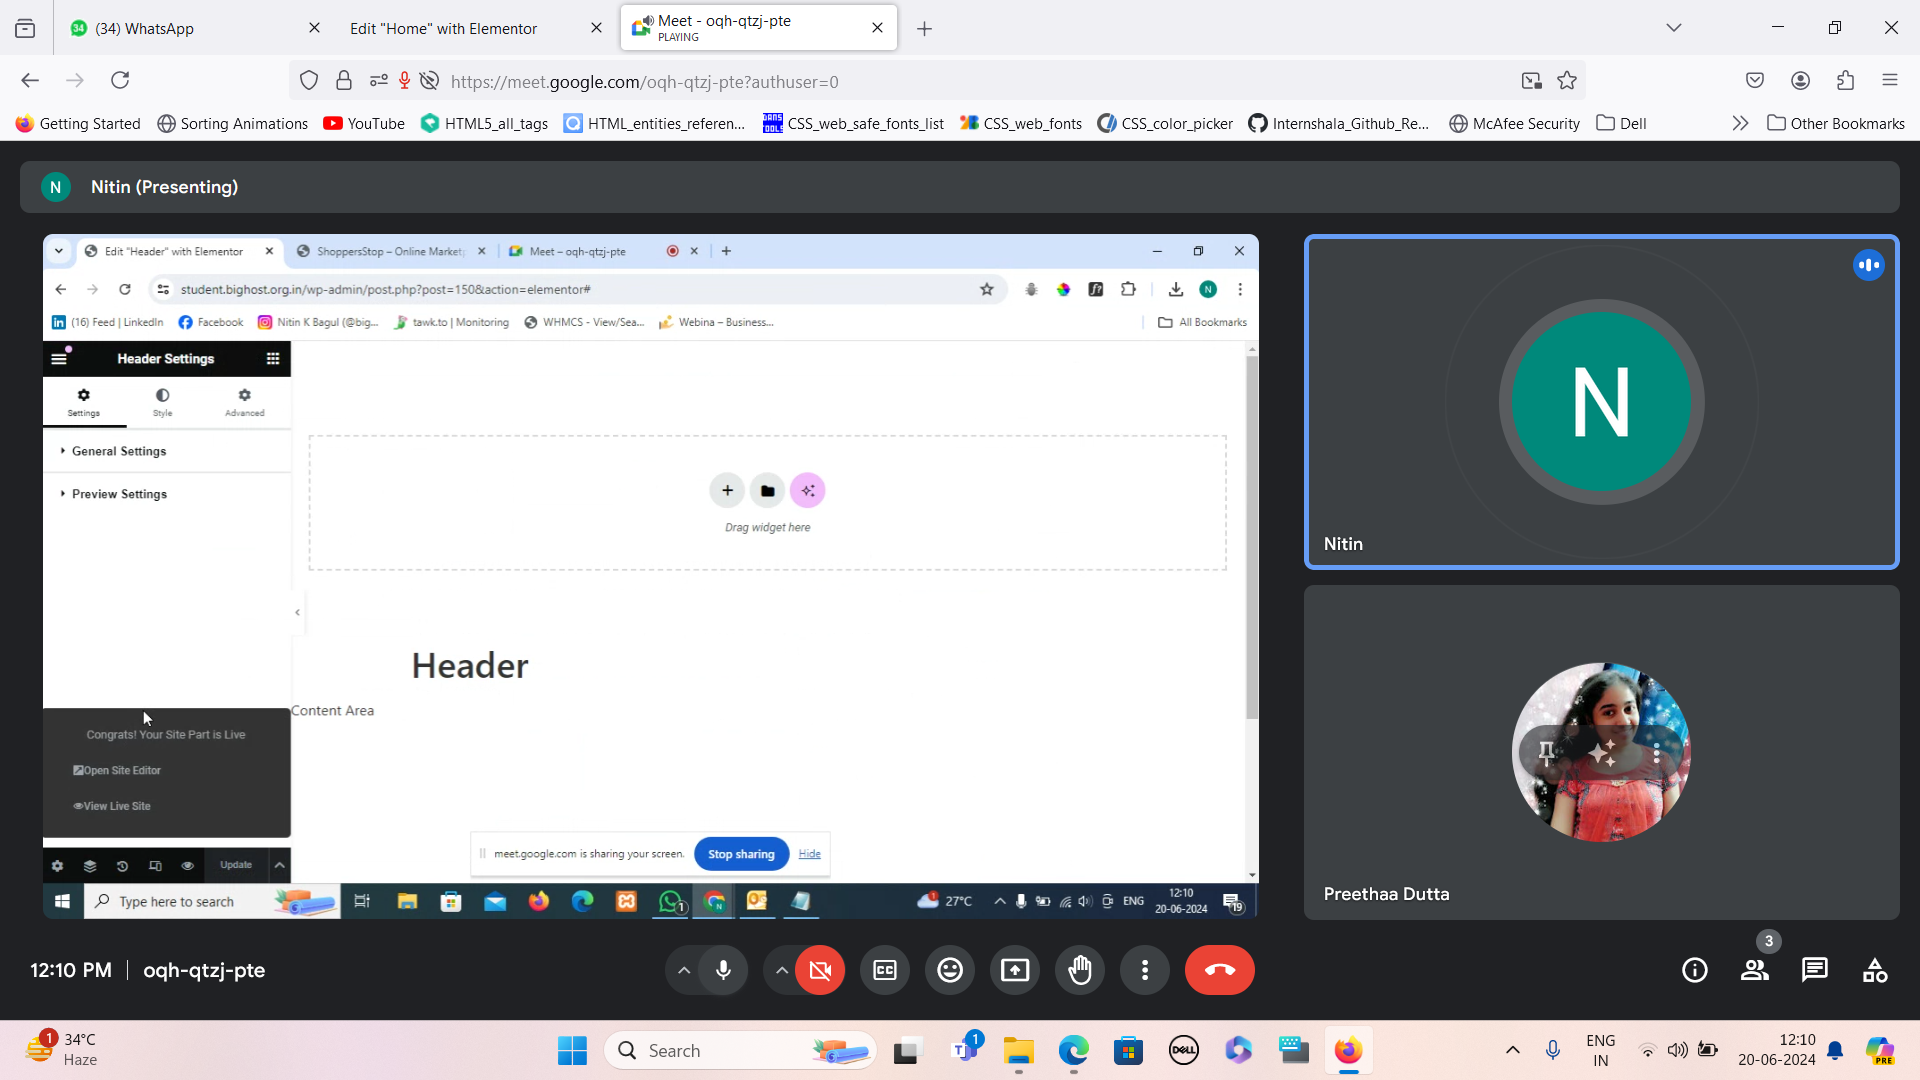 (34) WhatsApp
Edit "Home" with Elementor
Meet - oqh-qtzj-pte
PLAYING
https://meet.google.com/oqh-qtzj-pte?authuser=0
Getting Started
Sorting Animations
YouTube
HTML5_all_tags
HTML_entities_referen...
CSS_web_safe_fonts_list
CSS_web_fonts
CSS_color_picker
Internshala_Github_Re...
McAfee Security
Dell
Other Bookmarks
N
Nitin (Presenting)
Edit "Header" with Elementor
ShoppersStop – Online Market
Meet – oqh-qtzj-pte
student.bighost.org.in/wp-admin/post.php?post=150&action=elementor#
N
(16) Feed | LinkedIn
Facebook
Nitin K Bagul (@big...
tawk.to | Monitoring
WHMCS - View/Sea...
Webina – Business...
All Bookmarks
Header Settings
Settings
Style
Advanced
General Settings
Preview Settings
Drag widget here
Header
Content Area
Congrats! Your Site Part is Live
Open Site Editor
View Live Site
Update
meet.google.com is sharing your screen.
Stop sharing
Hide
Type here to search
1
1
27°C
ENG
12:10
20-06-2024
19
N
Nitin
Preethaa Dutta
12:10 PM
oqh-qtzj-pte
3
1
34°C
Haze
Search
1
DELL
ENG
IN
12:10
20-06-2024
PRE